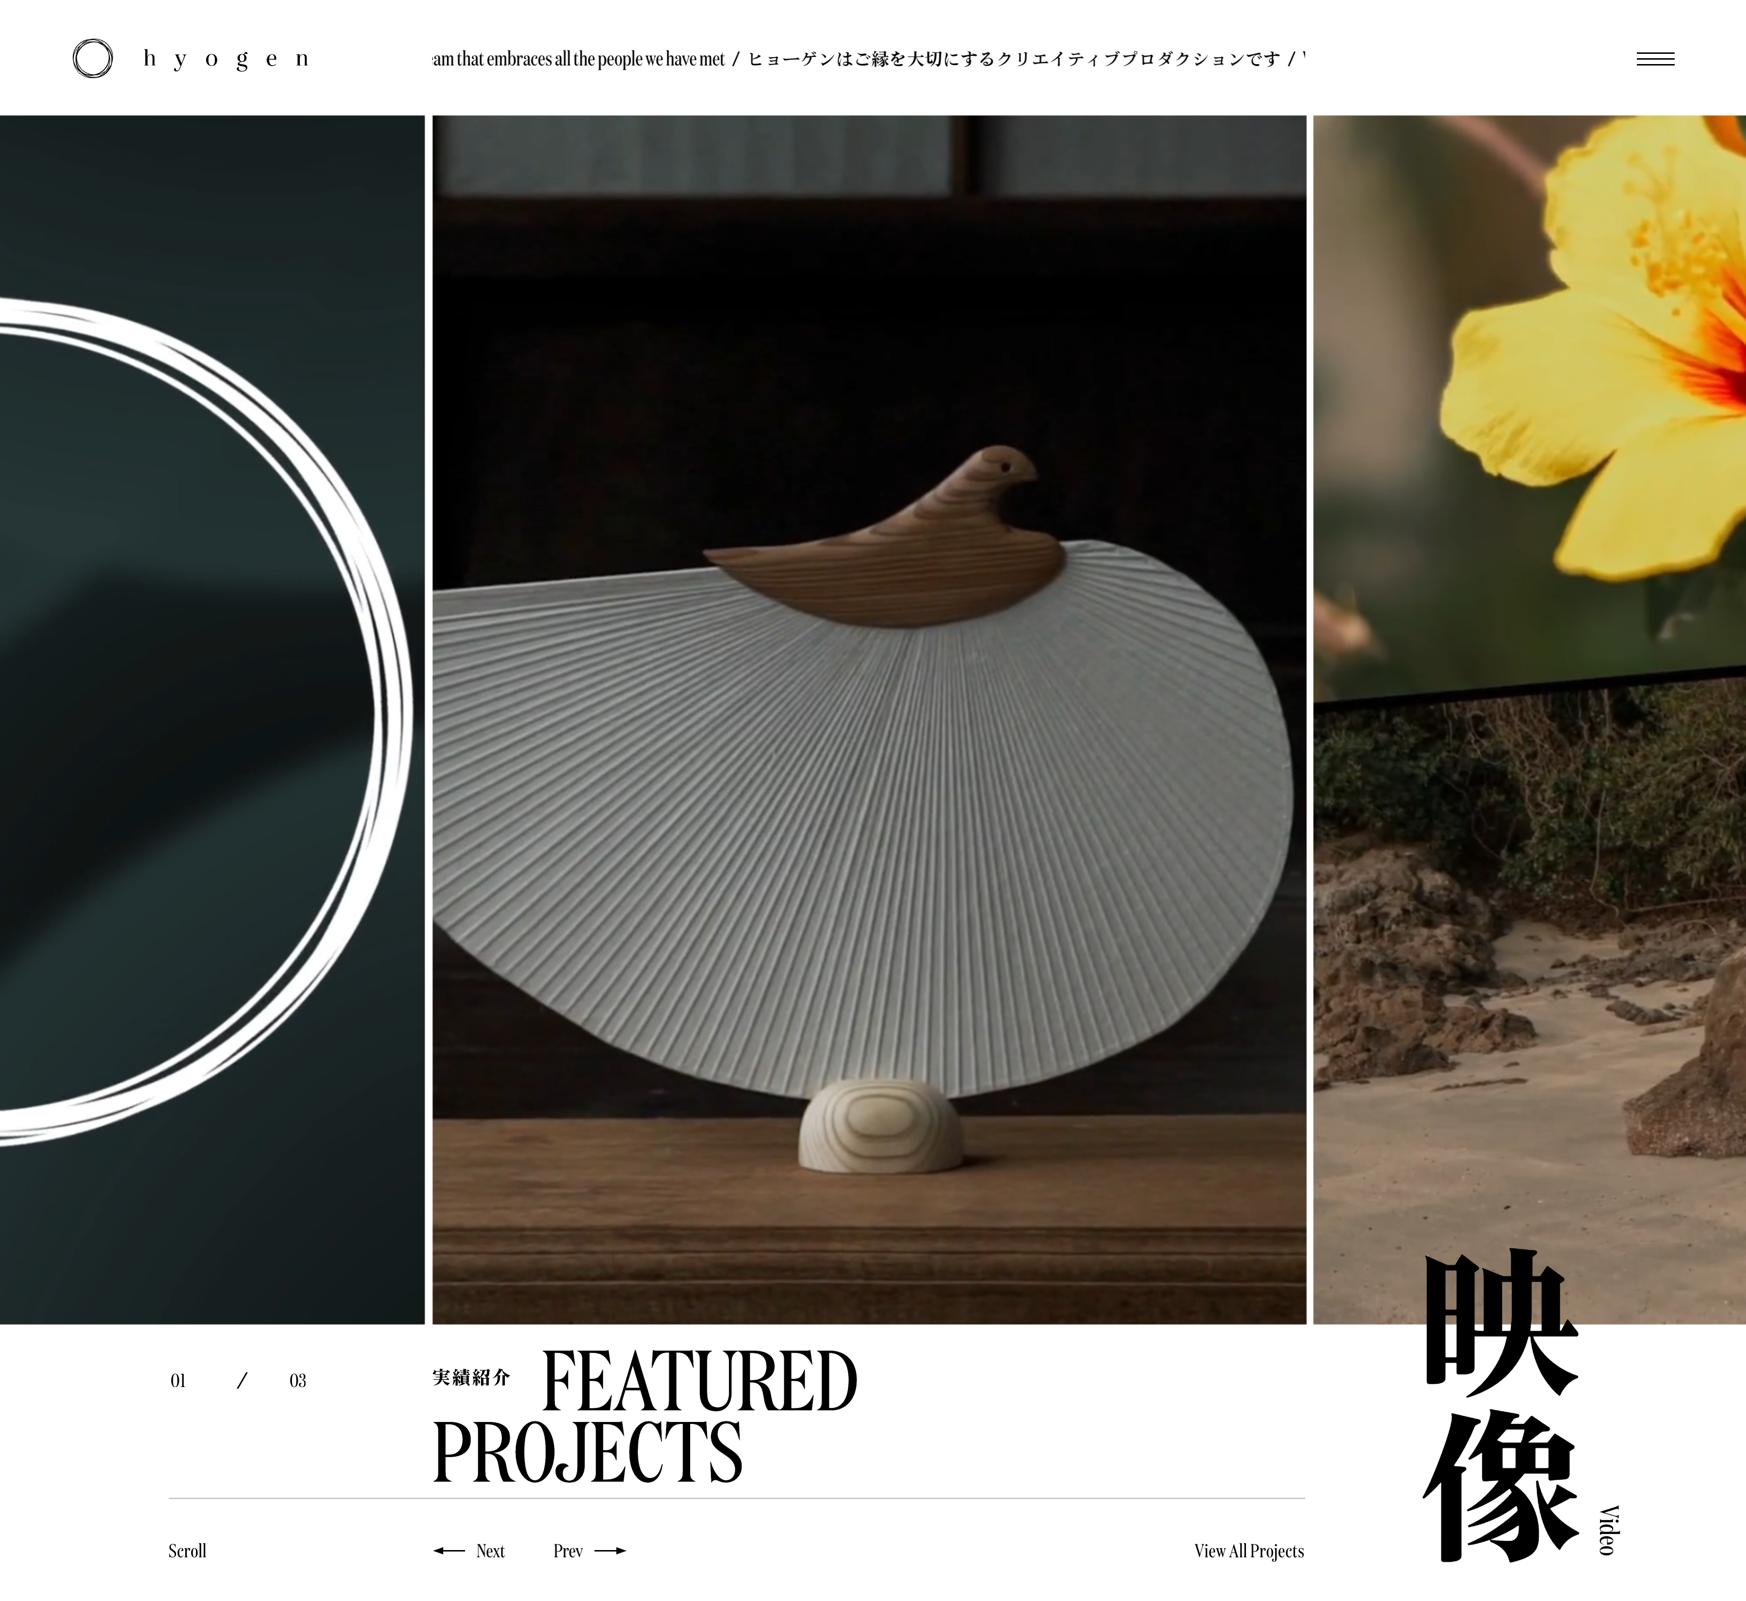 hyogen
am that embraces all the people we have met / ヒョーゲンはご縁を大切にするクリエイティブプロダクションです /
01 / 03
実績紹介 FEATURED
PROJECTS
Scroll
Next
Prev
View All Projects
映像
Video